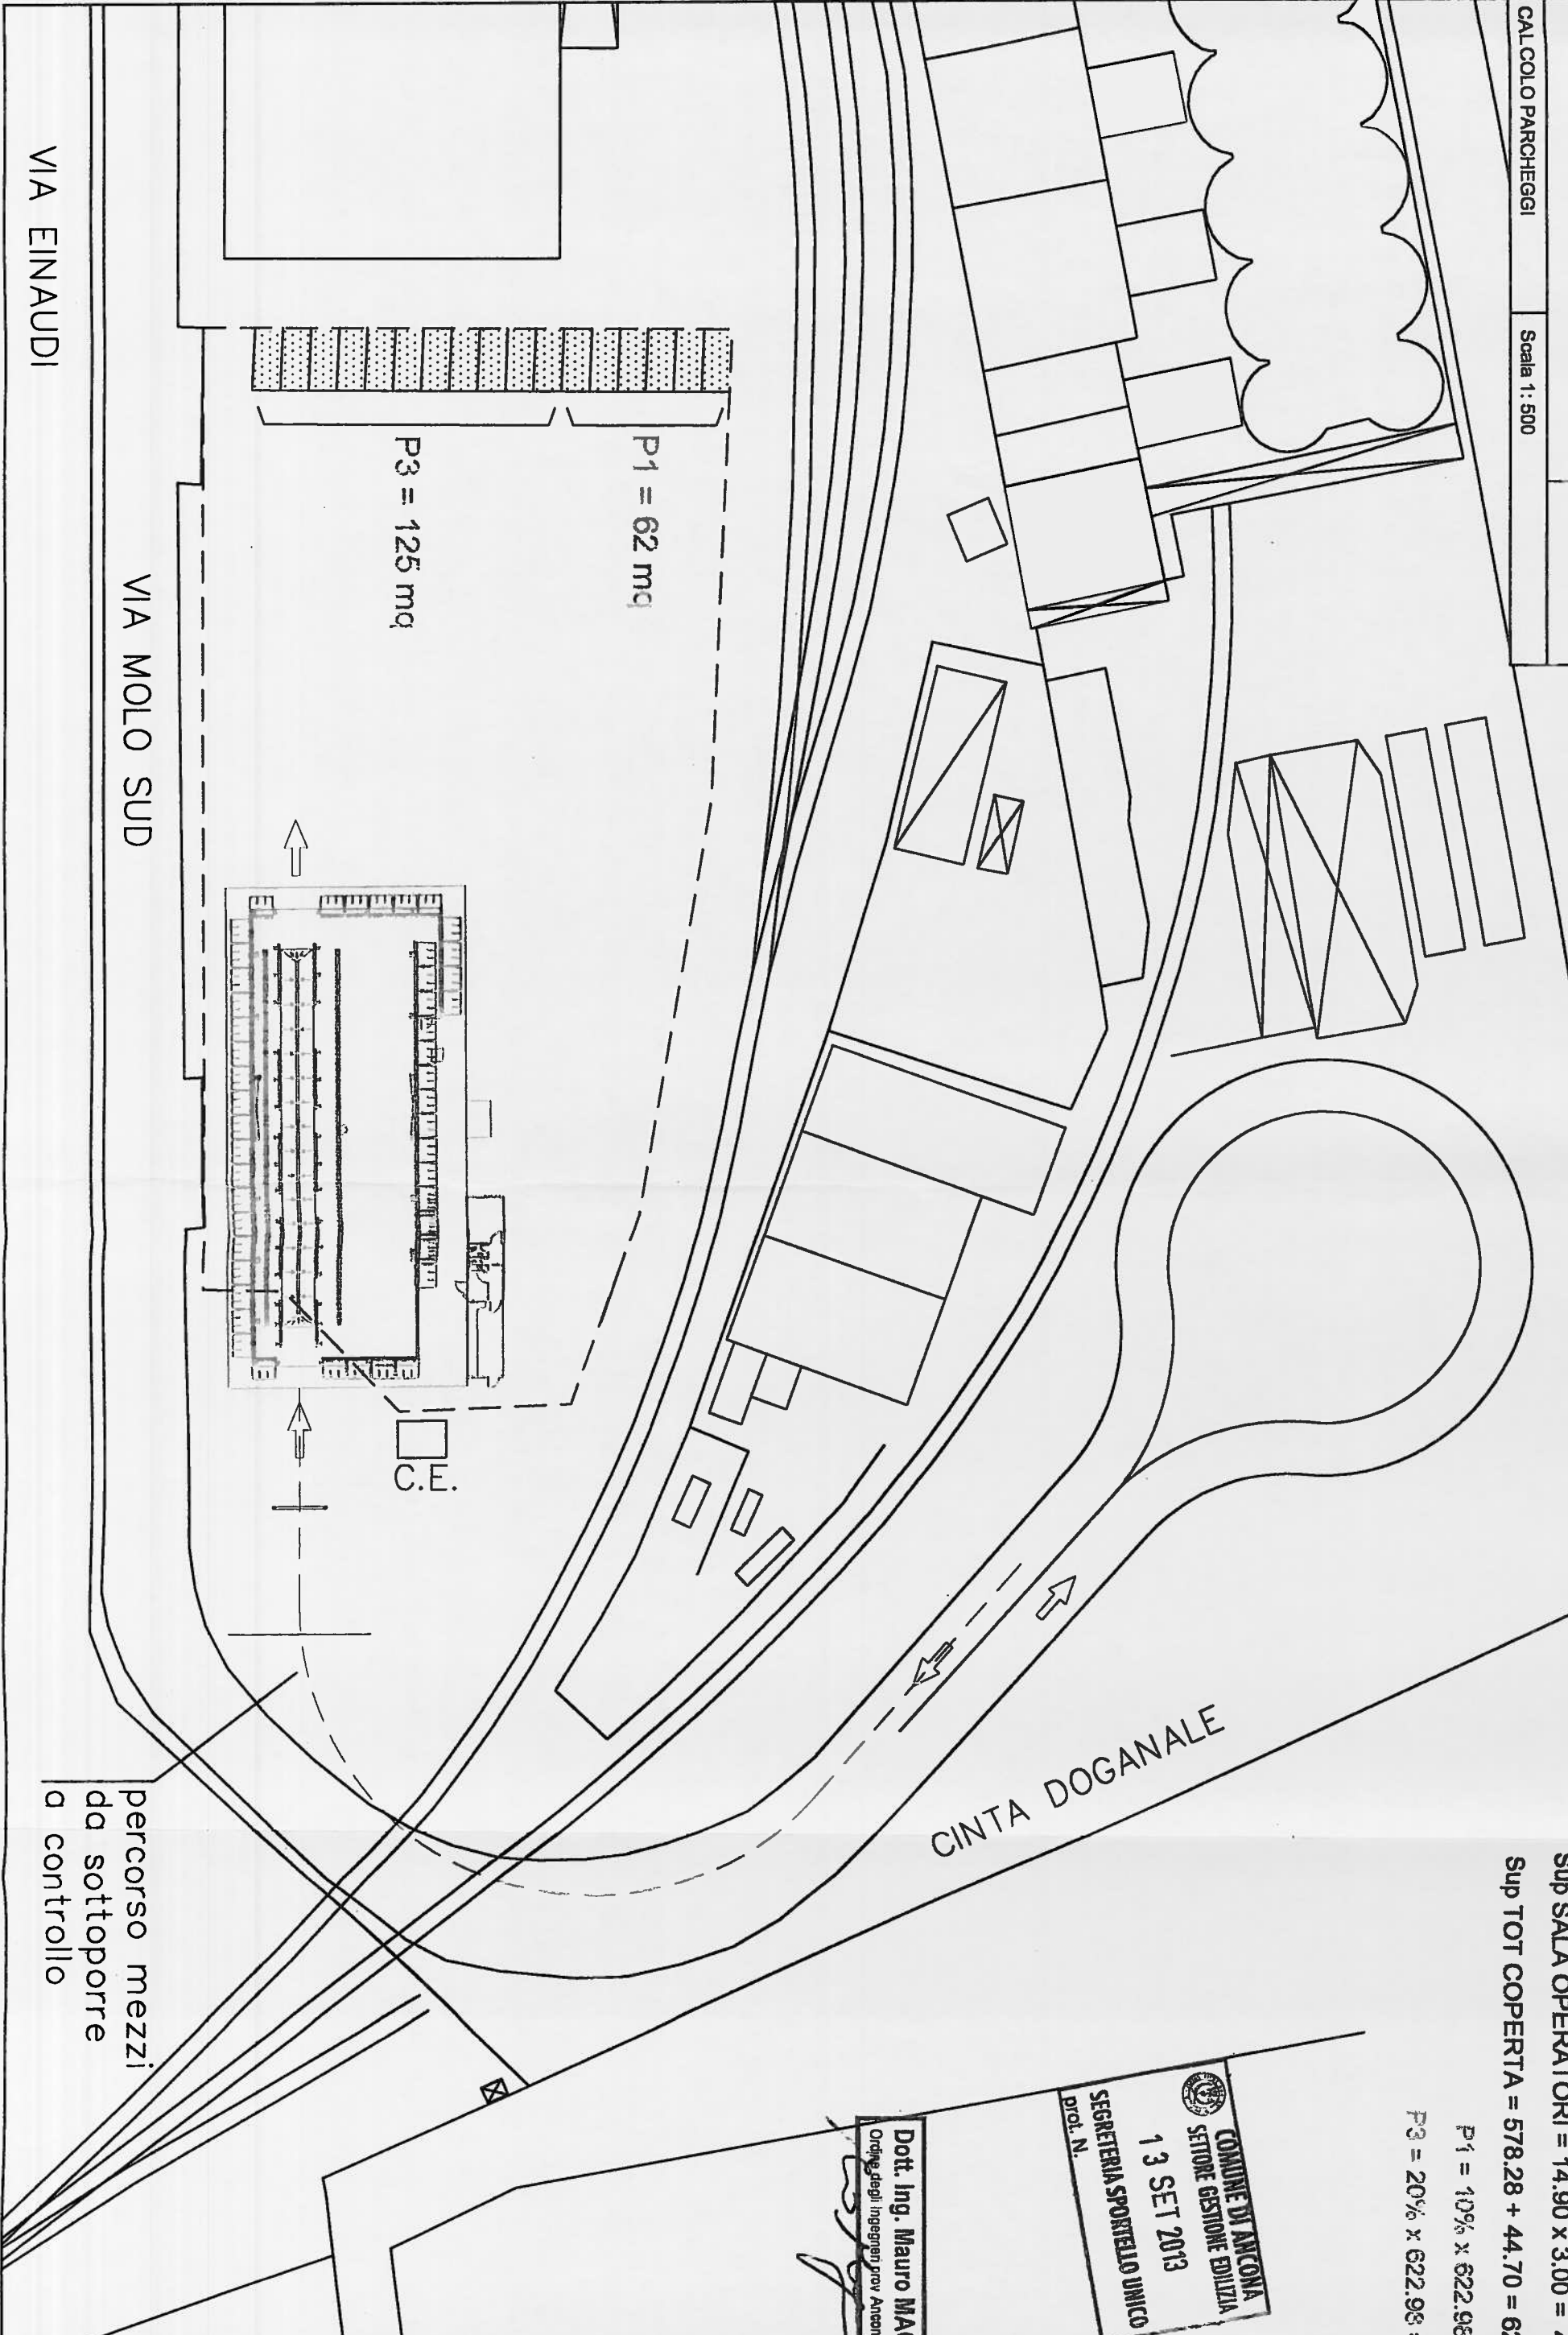 CALCOLO PARCHEGGI
Scala 1: 500
VIA EINAUDI
VIA MOLO SUD
P3 = 125 mq
P1 = 62 mq
C.E.
CINTA DOGANALE
percorso mezzi
da sottoporre
a controllo
Sup SALA OPERATORI = 14.90 x 3.00 =
Sup TOT COPERTA = 578.28 + 44.70 =
P1 = 10% x 622.98
P3 = 20% x 622.98 =
COMUNE DI ANCONA
SETTORE GESTIONE EDILIZIA
13 SET 2013
SEGRETERIA SPORTELLO UNICO
prot. N.
Dott. Ing. Mauro
Ordine degli Ingegneri prov